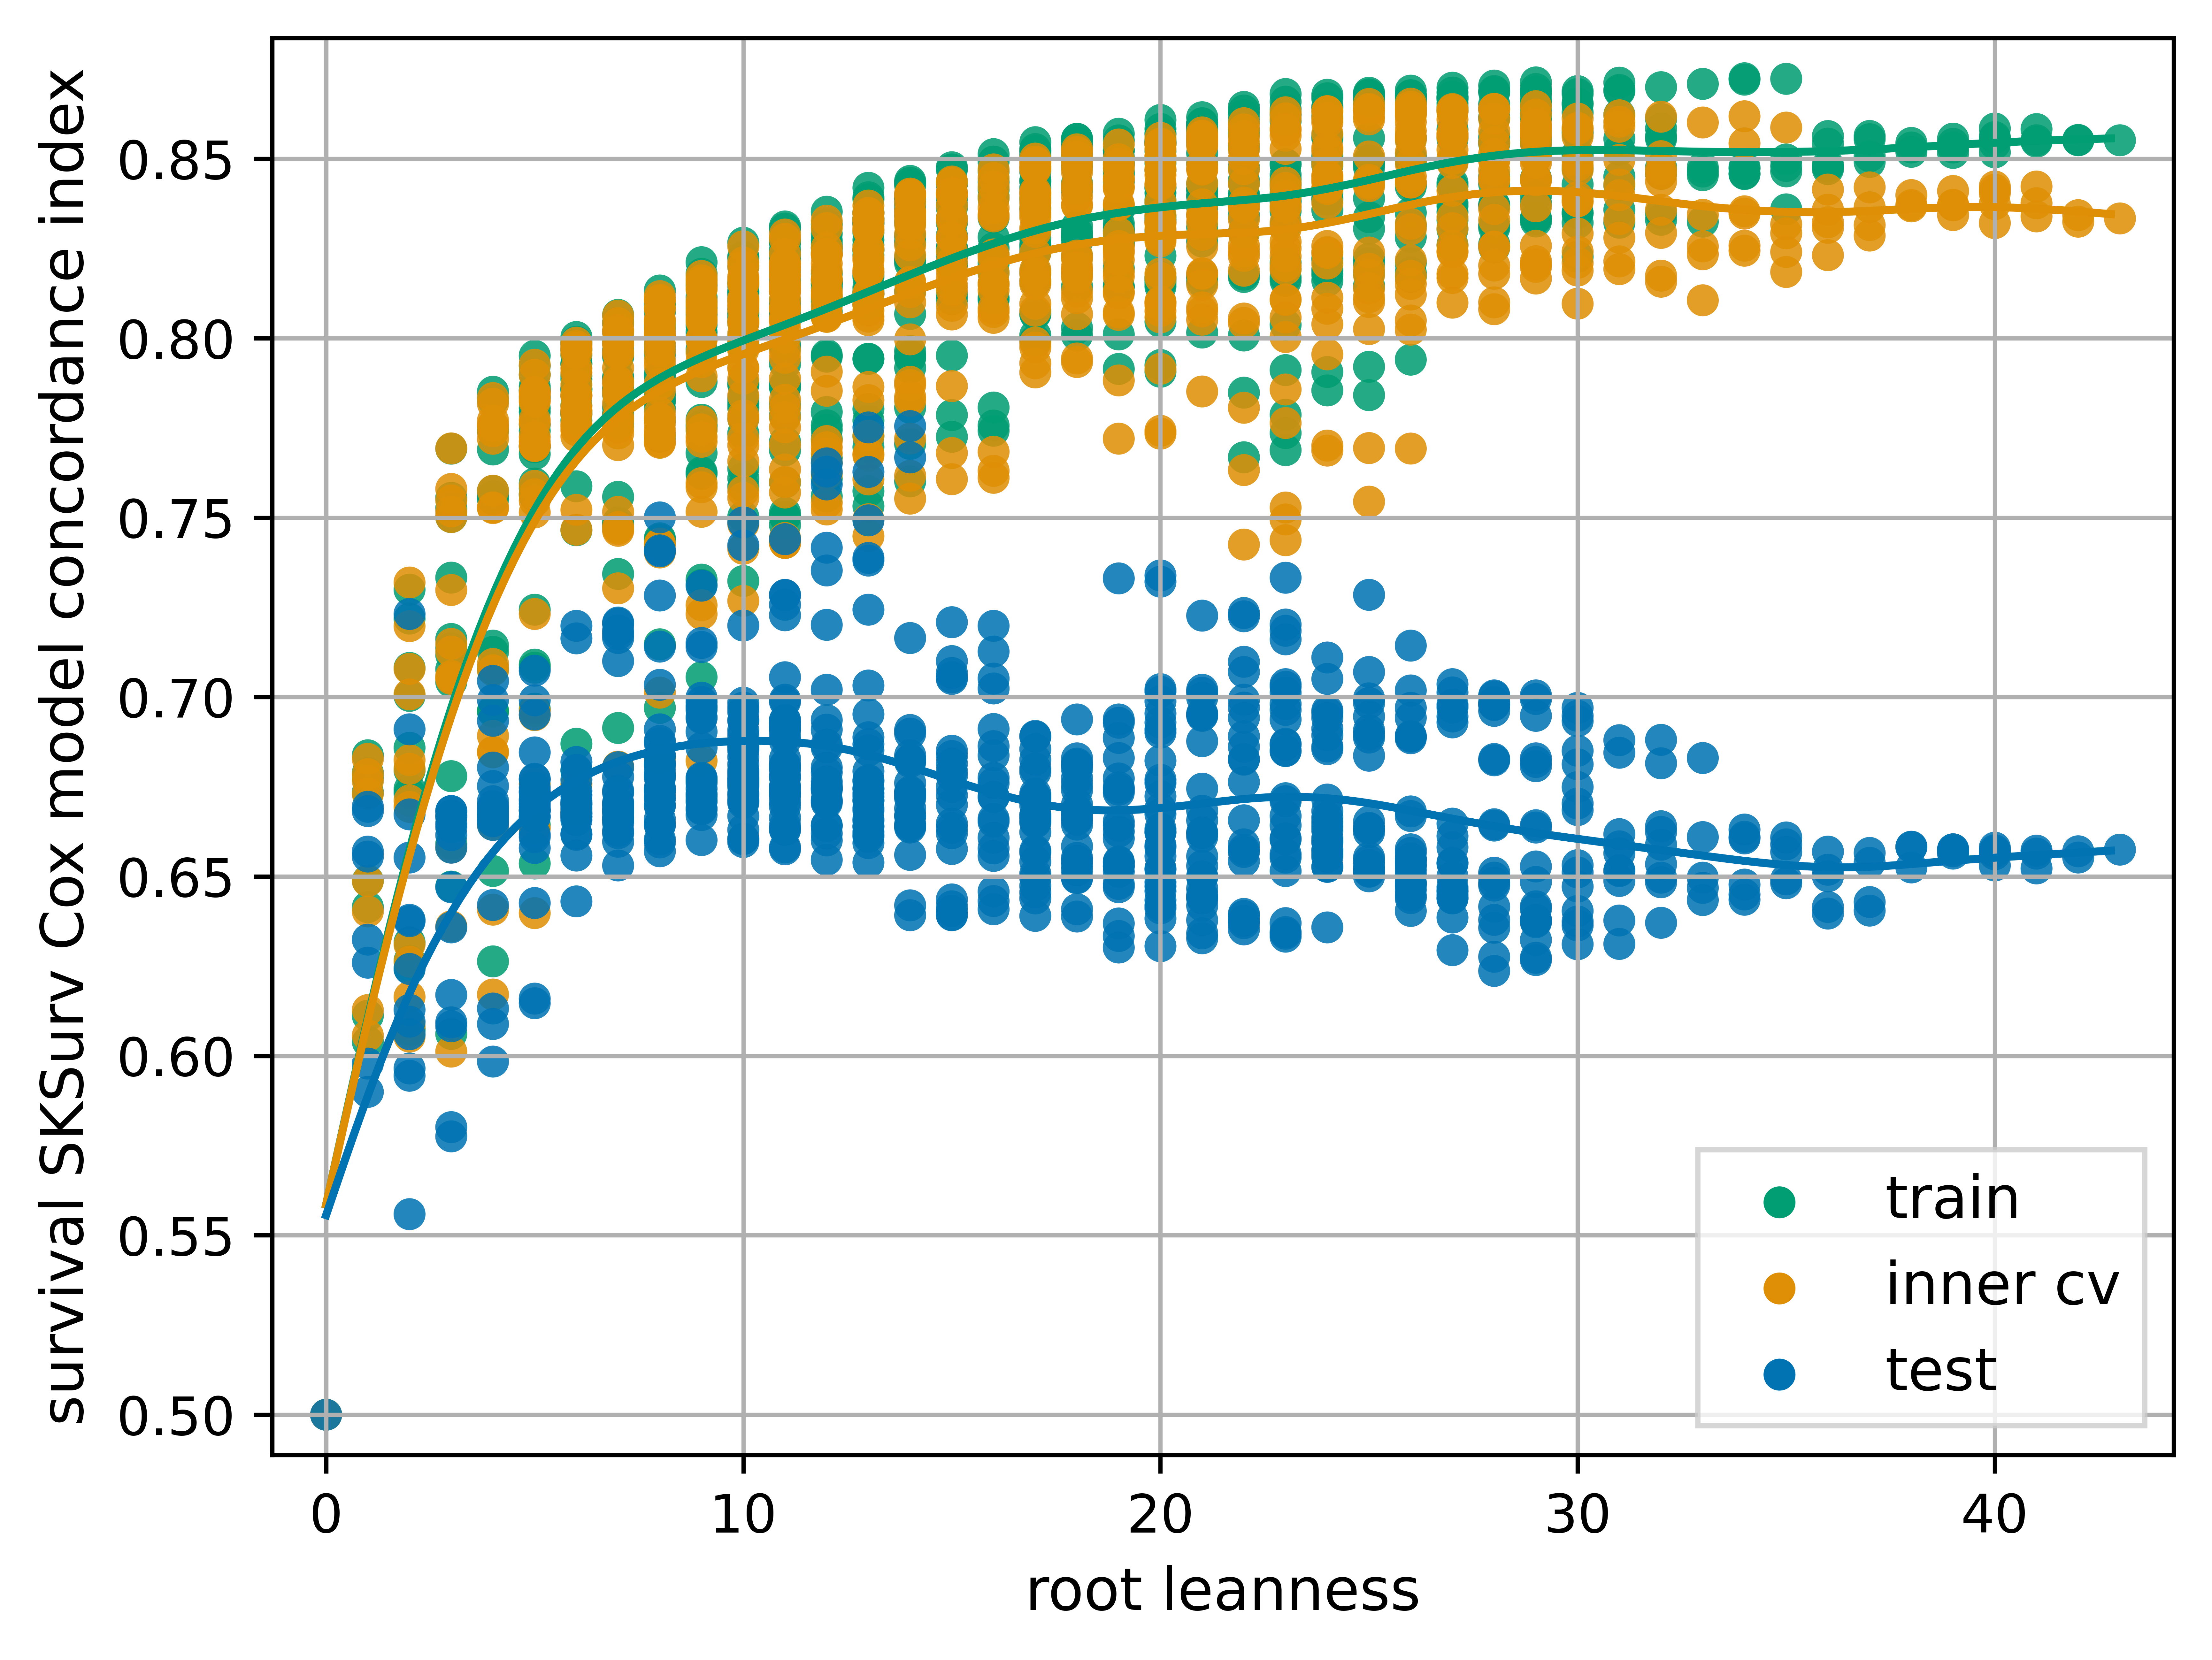 survival SKSurv Cox model concordance index
0.85
0.80
0.75
0.70
0.65
0.60
0.55
0.50
train
inner cv
test
0 10 20 30 40
root leanness